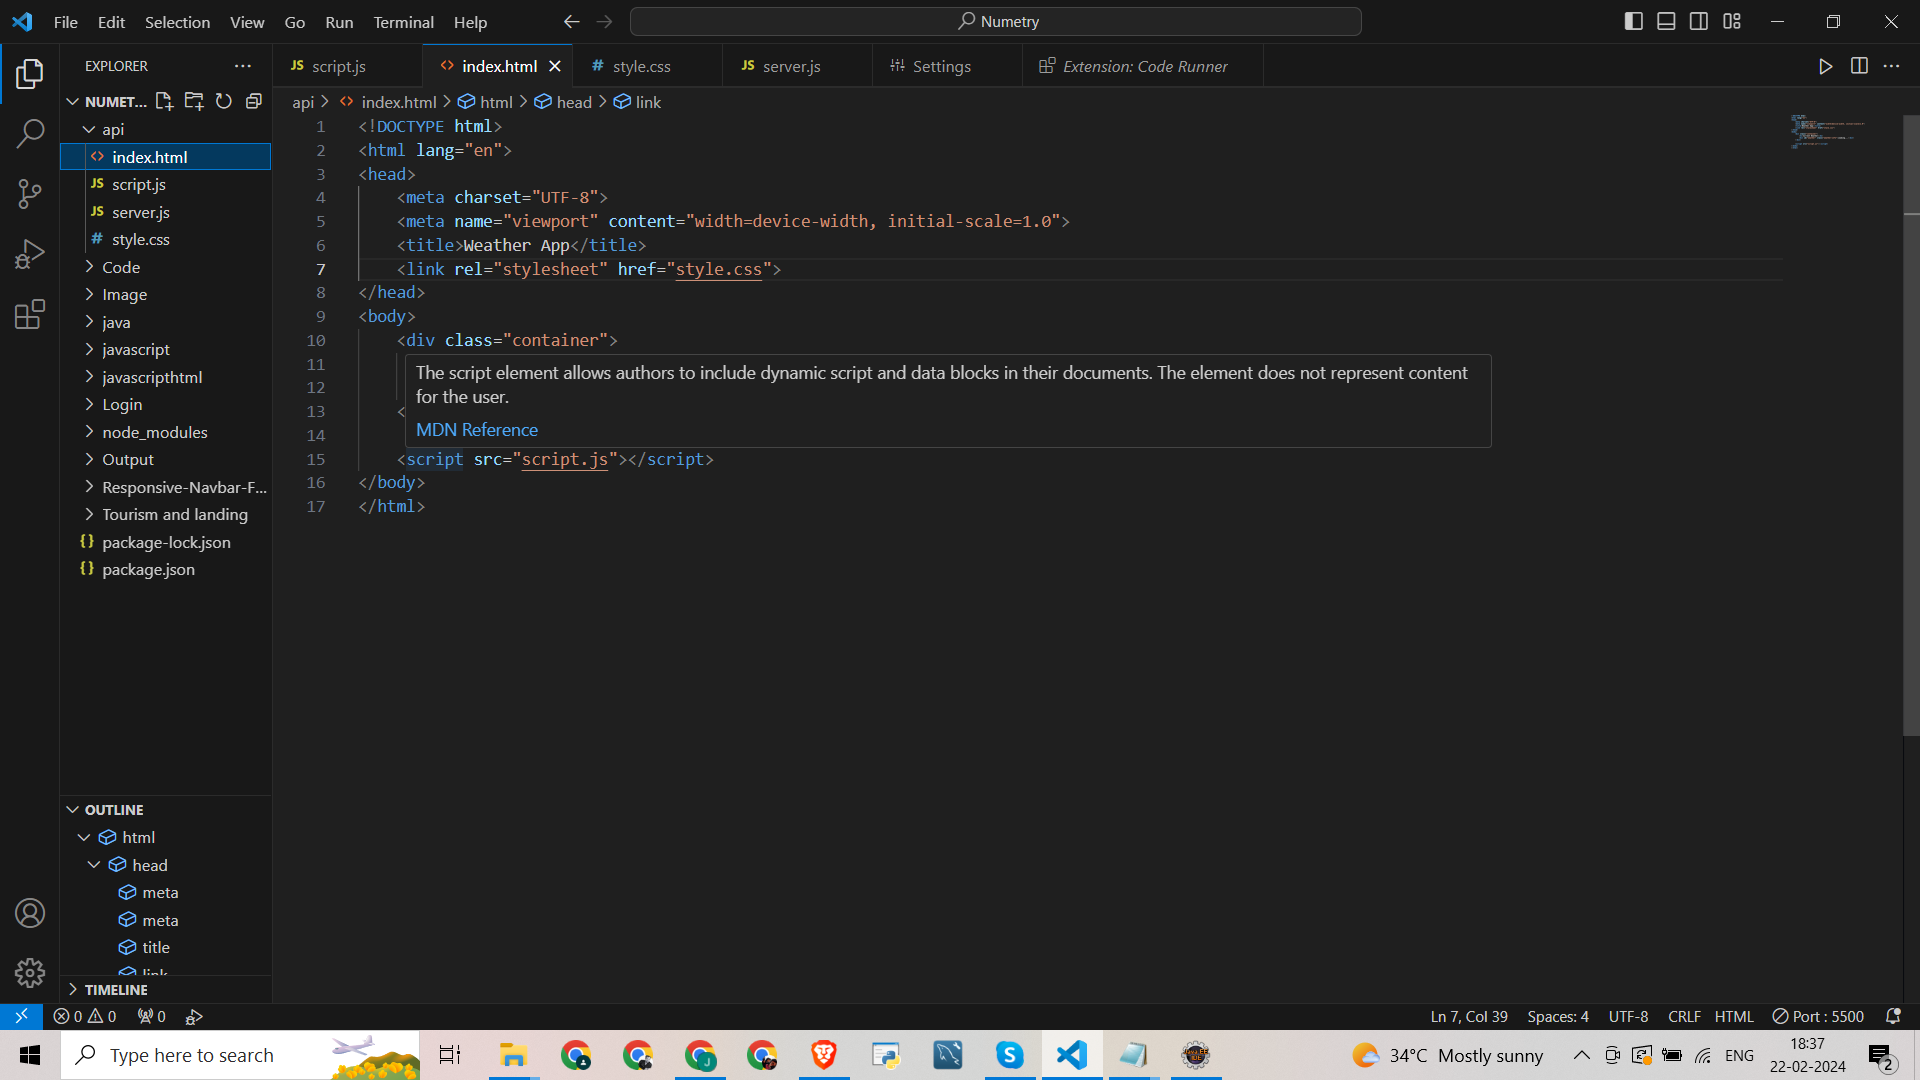 File Edit Selection View Go Run Terminal Help
Numetry
EXPLORER
JS script.js
<> index.html
# style.css
JS server.js
Settings
Extension: Code Runner
NUMET...
api
<> index.html
JS script.js
JS server.js
# style.css
Code
Image
java
javascript
javascripthtml
Login
node_modules
Output
Responsive-Navbar-F...
Tourism and landing
{} package-lock.json
{} package.json
OUTLINE
html
head
meta
meta
title
link
TIMELINE
api > <> index.html > html > head > link
1 <!DOCTYPE html>
2 <html lang="en">
3 <head>
4 <meta charset="UTF-8">
5 <meta name="viewport" content="width=device-width, initial-scale=1.0">
6 <title>Weather App</title>
7 <link rel="stylesheet" href="style.css">
8 </head>
9 <body>
10 <div class="container">
11
12
13 <
14
The script element allows authors to include dynamic script and data blocks in their documents. The element does not represent content
for the user.
MDN Reference
15 <script src="script.js"></script>
16 </body>
17 </html>
0 0 0
Ln 7, Col 39 Spaces: 4 UTF-8 CRLF HTML Port : 5500
Type here to search
34°C Mostly sunny
ENG
18:37
22-02-2024
2